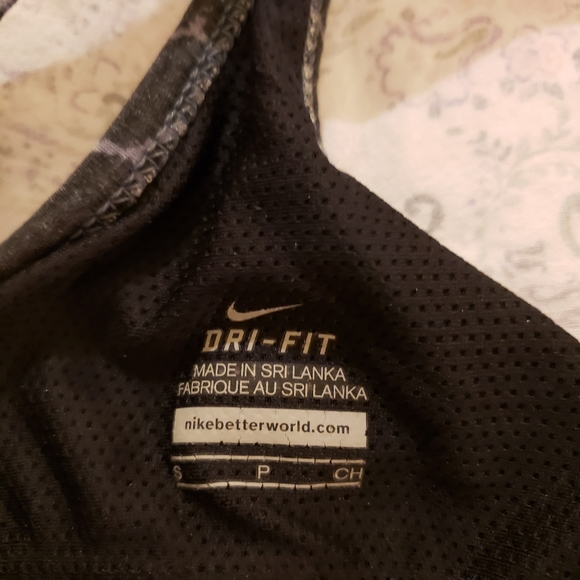 DRI-FIT
MADE IN SRI LANKA
FABRIQUE AU SRI LANKA
nikebetterworld.com
S P CH